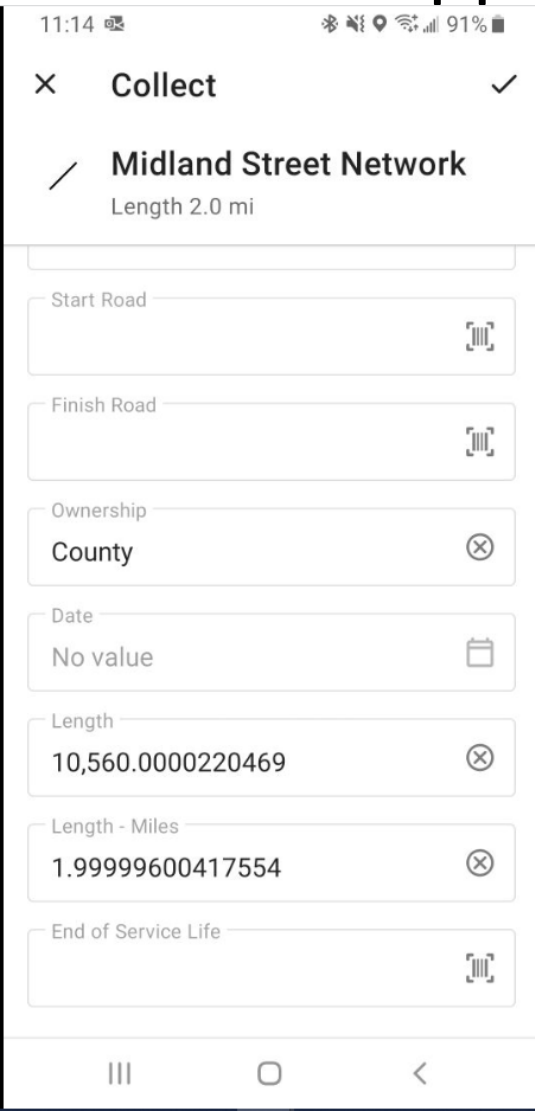 11:14 91%
Collect
Midland Street Network
Length 2.0 mi
Start Road
Finish Road
Ownership
County
Date
No value
Length
10,560.0000220469
Length - Miles
1.99999600417554
End of Service Life